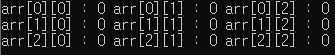 arr[0][0] : 0 arr[0][1] : 0 arr[0][2] : 0
arr[1][0] : 0 arr[1][1] : 0 arr[1][2] : 0
arr[2][0] : 0 arr[2][1] : 0 arr[2][2] : 0